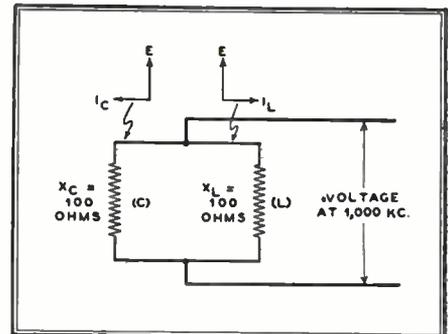 E
E
I_C
I_L
X_C =
100
OHMS
(C)
X_L =
100
OHMS
(L)
VOLTAGE
AT 1,000 KC.